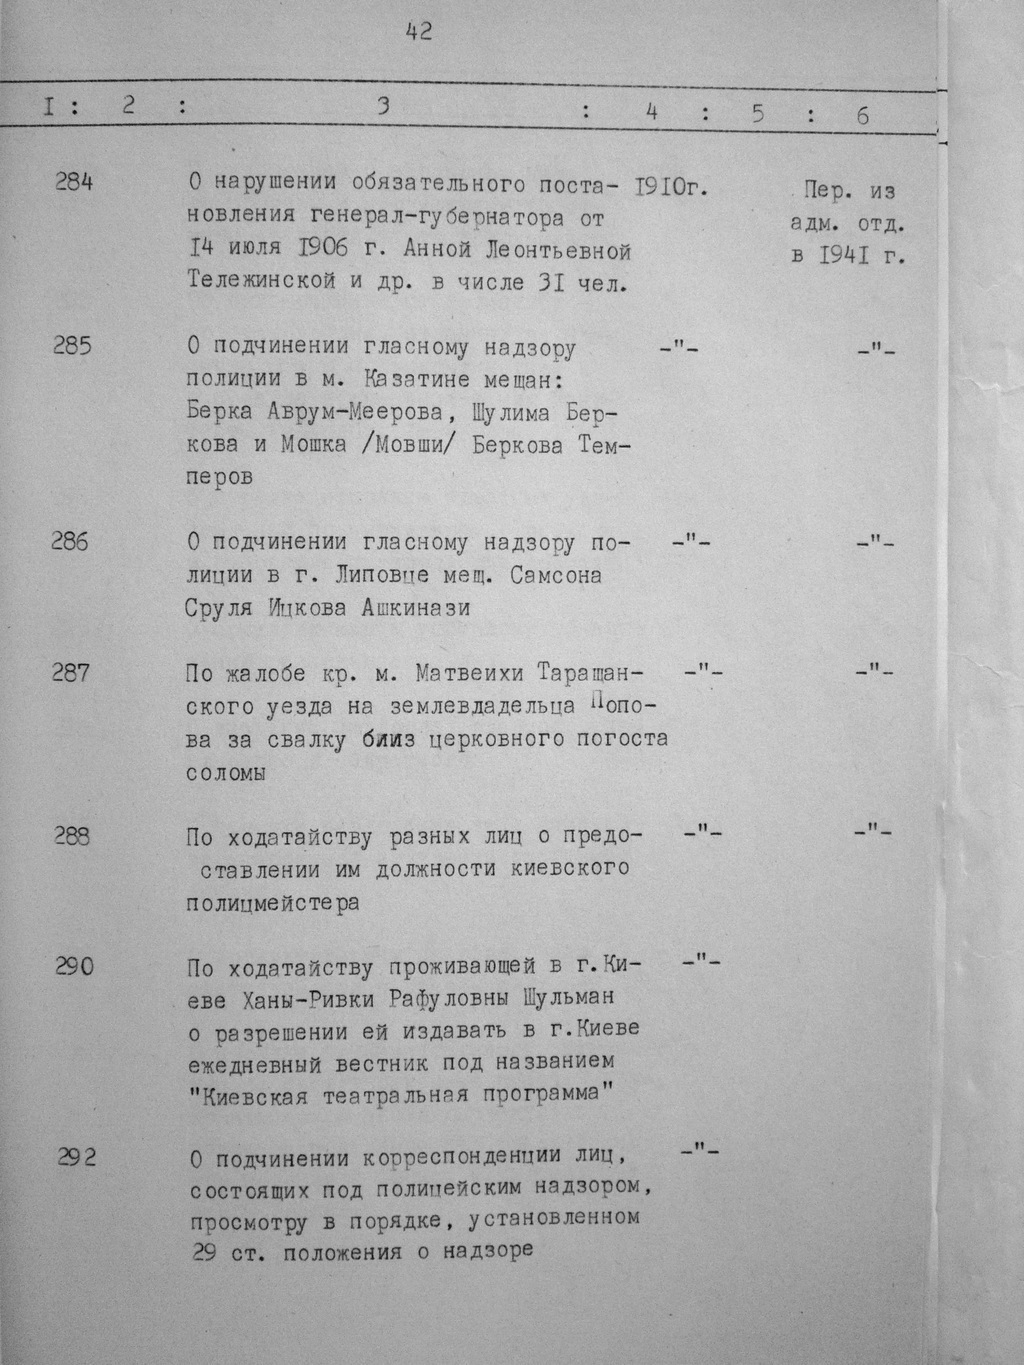 42
I : 2 : 3 : 4 : 5 : 6
284 О нарушении обязательного поста- 1910г. Пер. из
новления генерал-губернатора от адм. отд.
14 июля 1906 г. Анной Леонтьевной в 1941 г.
Тележинской и др. в числе 31 чел.
285 О подчинении гласному надзору -"- -"-
полиции в м. Казатине мещан:
Берка Аврум-Меерова, Шулима Бер-
кова и Мошка /Мовши/ Беркова Тем-
перов
286 О подчинении гласному надзору по- -"- -"-
лиции в г. Липовце мещ. Самсона
Сруля Ицкова Ашкинази
287 По жалобе кр. м. Матвеихи Таращан- -"- -"-
ского уезда на землевдадельца Попо-
ва за свалку близ церковного погоста
соломы
288 По ходатайству разных лиц о предо- -"- -"-
ставлении им должности киевского
полицмейстера
290 По ходатайству проживающей в г.Ки- -"-
еве Ханы-Ривки Рафуловны Шульман
о разрешении ей издавать в г.Киеве
ежедневный вестник под названием
"Киевская театральная программа"
292 О подчинении корреспонденции лиц, -"-
состоящих под полицейским надзором,
просмотру в порядке, установленном
29 ст. положения о надзоре